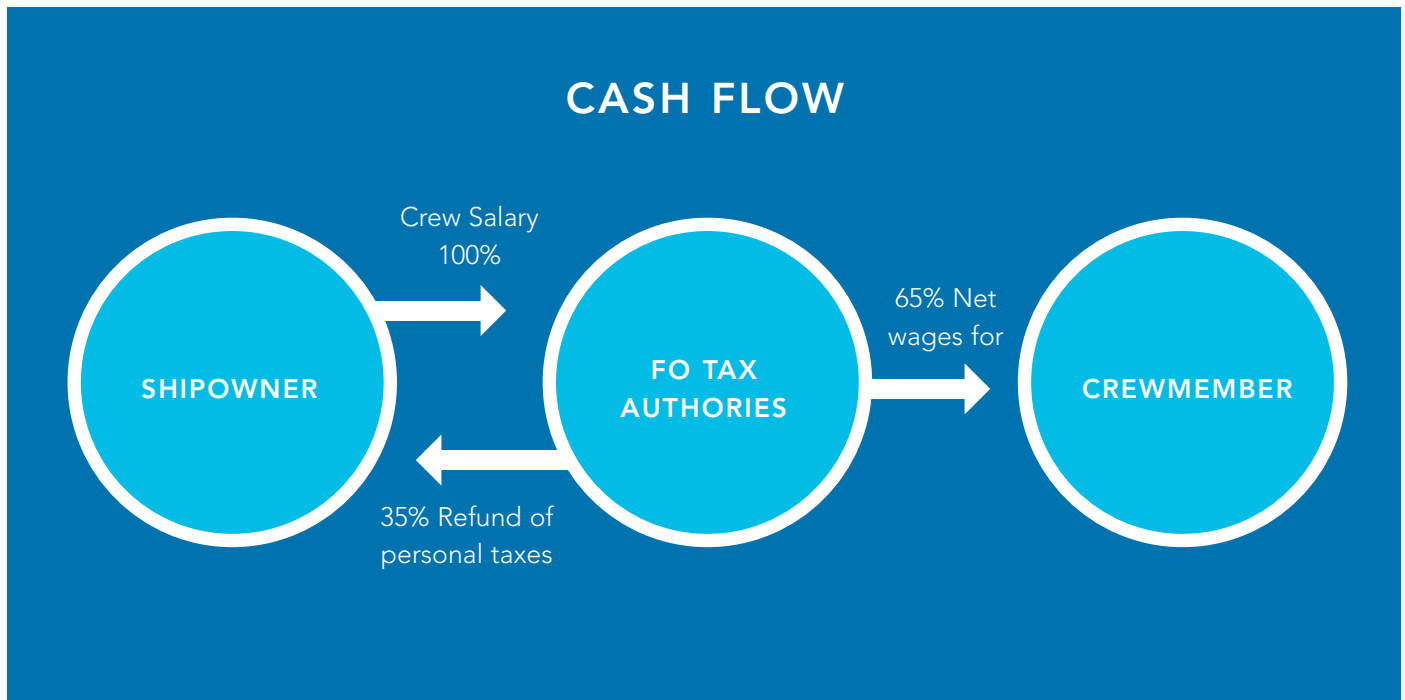 CASH FLOW
Crew Salary
100%
65% Net
wages for
SHIPOWNER
FO TAX
AUTHORIES
CREWMEMBER
35% Refund of
personal taxes